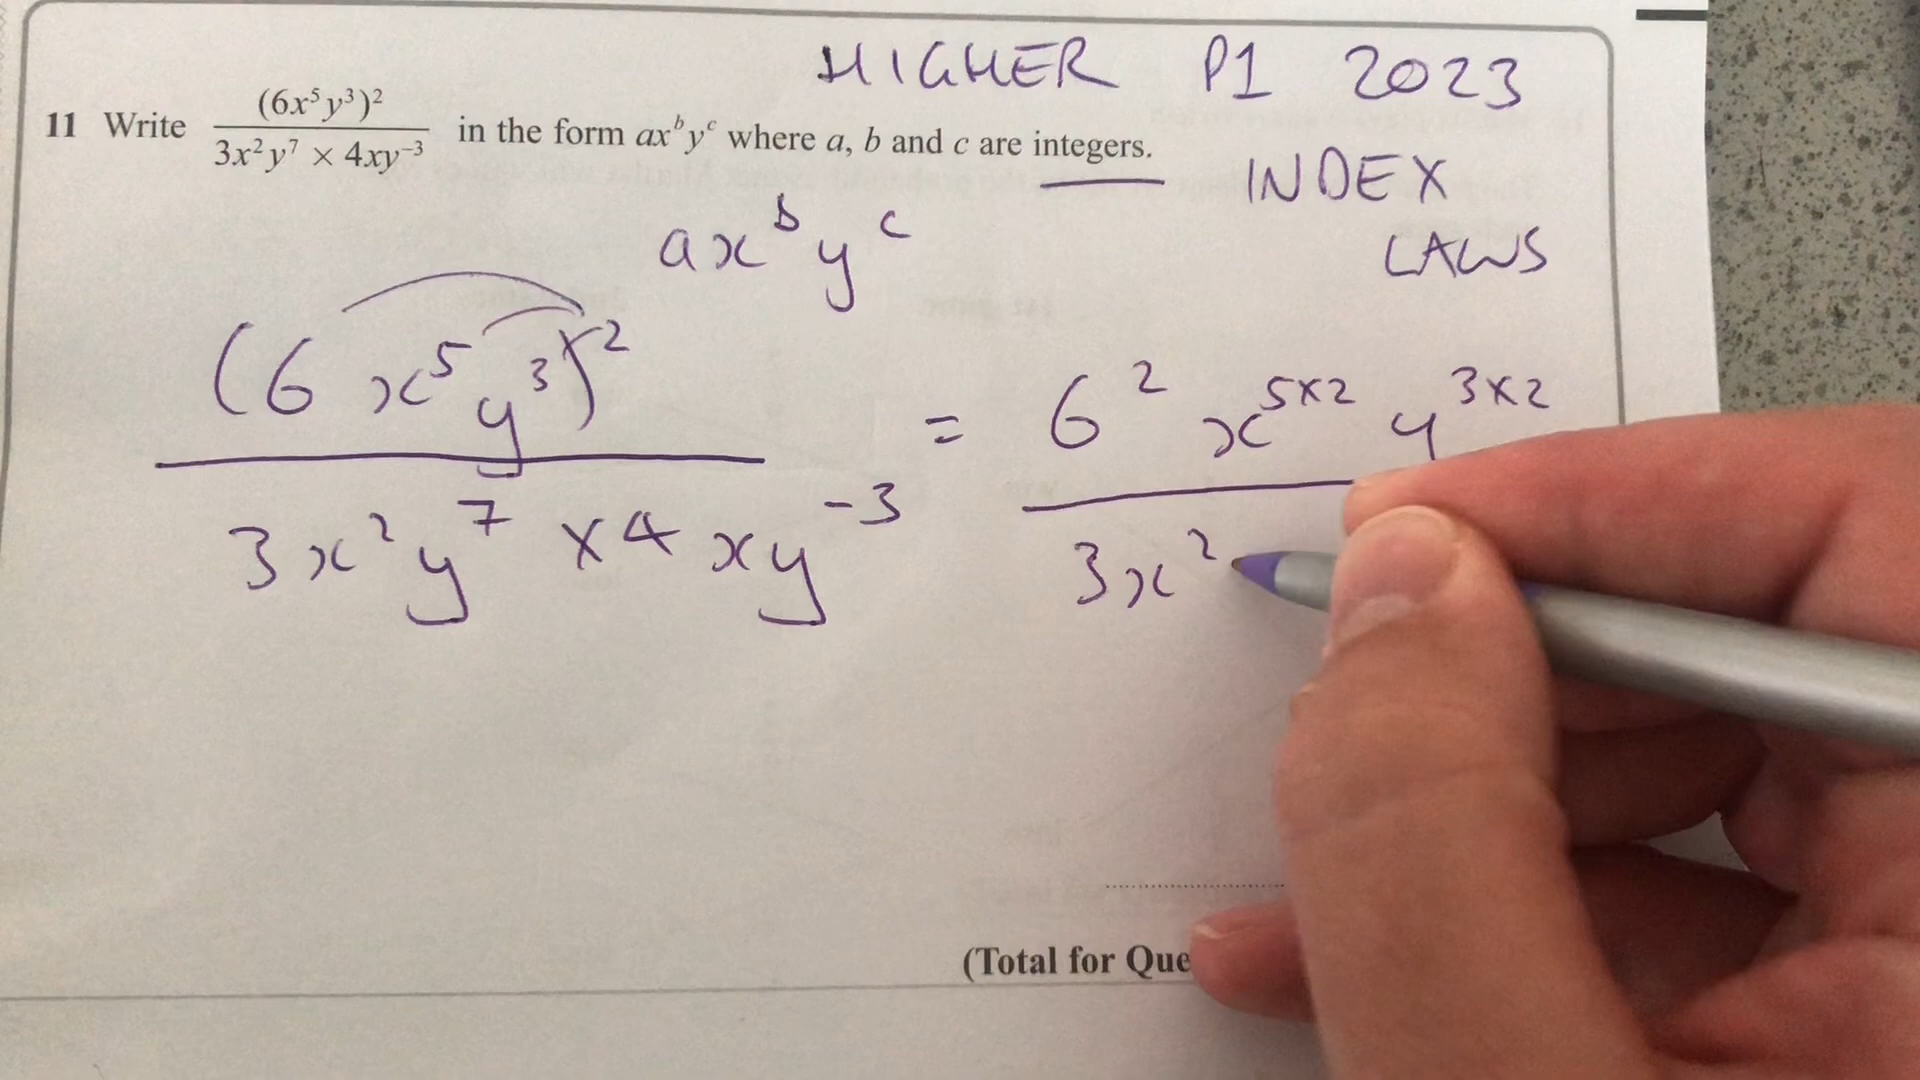 HIGHER P1 2023
11 Write (6x⁵y³)² / 3x²y⁷ × 4xy⁻³ in the form axᵇyᶜ where a, b and c are integers.
INDEX
LAWS
axᵇyᶜ
(6x⁵y³)² / 3x²y⁷ × 4xy⁻³ = 6² x⁵ˣ² y³ˣ² / 3x²
(Total for Que